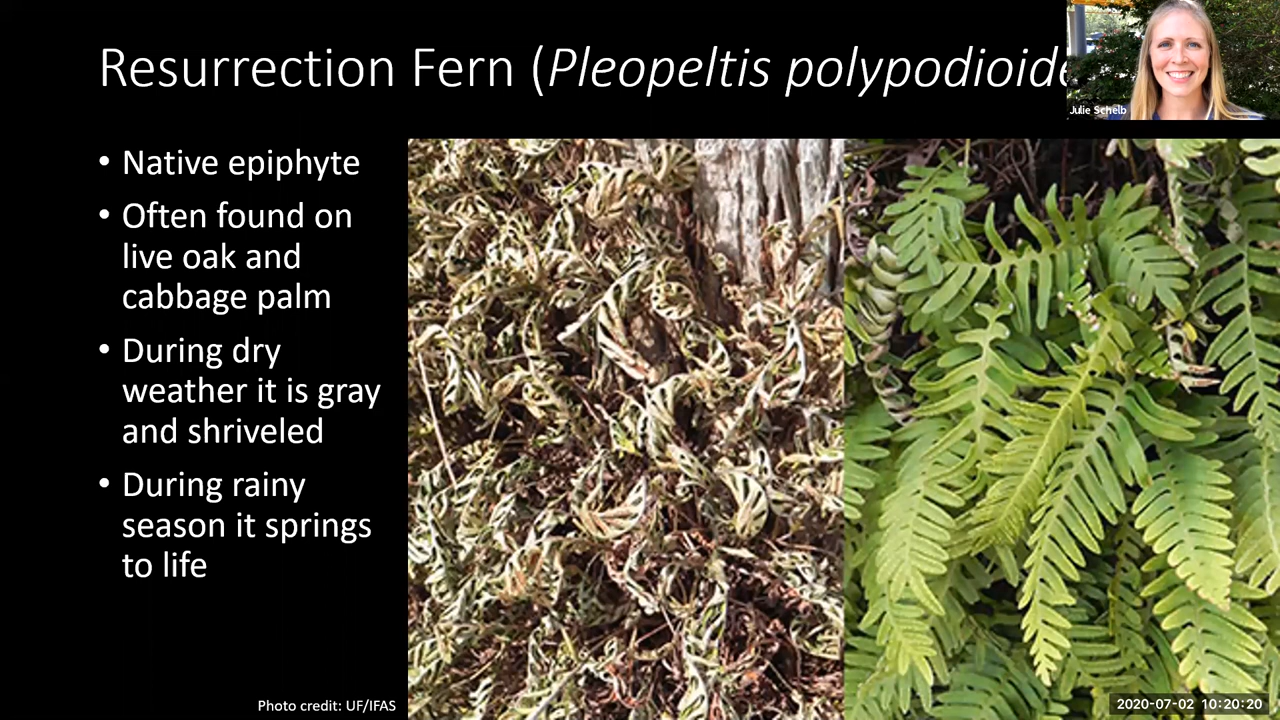 Resurrection Fern (Pleopeltis polypodioide
Julie Schelb
• Native epiphyte
• Often found on
live oak and
cabbage palm
• During dry
weather it is gray
and shriveled
• During rainy
season it springs
to life
Photo credit: UF/IFAS
2020-07-02 10:20:20